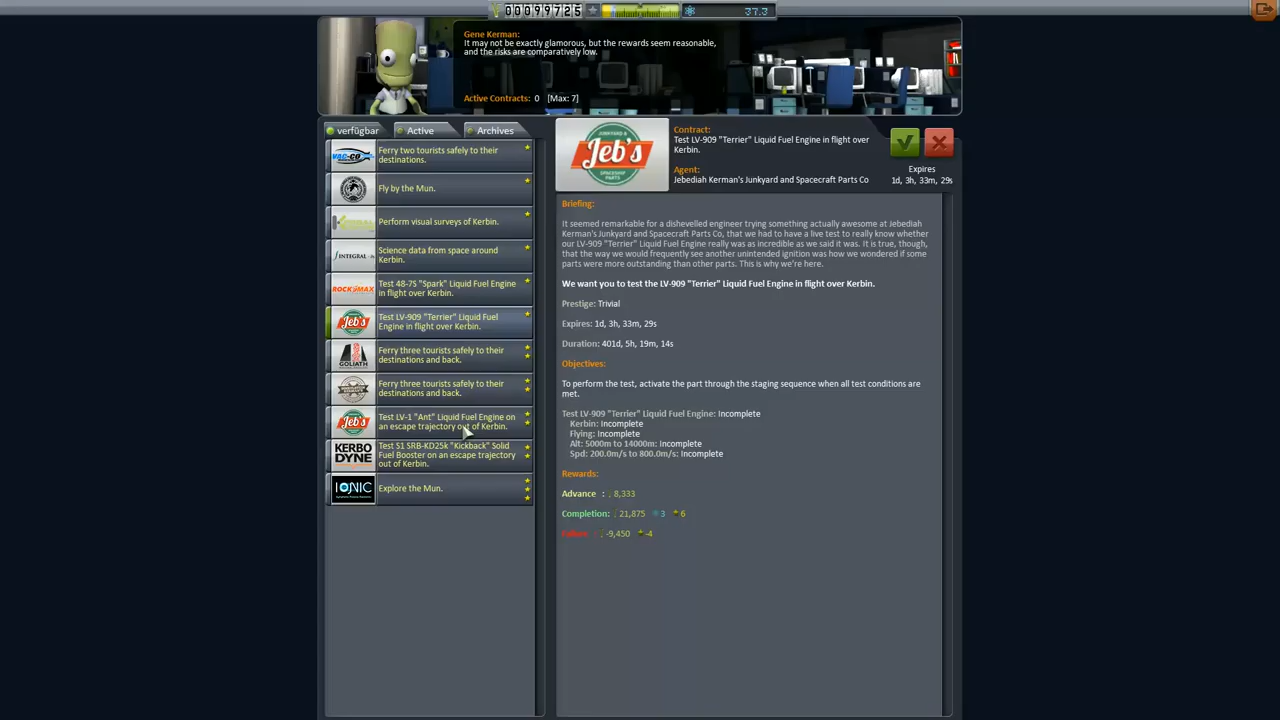 00099725
37.3
Gene Kerman:
It may not be exactly glamorous, but the rewards seem reasonable,
and the risks are comparatively low.
Active Contracts: 0 [Max: 7]
verfügbar
Active
Archives
Ferry two tourists safely to their
destinations.
Fly by the Mun.
Perform visual surveys of Kerbin.
Science data from space around
Kerbin.
Test 48-7S "Spark" Liquid Fuel Engine
in flight over Kerbin.
Test LV-909 "Terrier" Liquid Fuel
Engine in flight over Kerbin.
Ferry three tourists safely to their
destinations and back.
Ferry three tourists safely to their
destinations and back.
Test LV-1 "Ant" Liquid Fuel Engine on
an escape trajectory out of Kerbin.
Test S1 SRB-KD25k "Kickback" Solid
Fuel Booster on an escape trajectory
out of Kerbin.
Explore the Mun.
VAC-CO
INTEGRAL
ROCKOMAX
Jeb's
GOLIATH
Jeb's
KERBO
DYNE
IONIC
JUNKYARD &
Jeb's
SPACESHIP
PARTS
Contract:
Test LV-909 "Terrier" Liquid Fuel Engine in flight over
Kerbin.
Agent:
Jebediah Kerman's Junkyard and Spacecraft Parts Co
Expires
1d, 3h, 33m, 29s
Briefing:
It seemed remarkable for a dishevelled engineer trying something actually awesome at Jebediah
Kerman's Junkyard and Spacecraft Parts Co, that we had to have a live test to really know whether
our LV-909 "Terrier" Liquid Fuel Engine really was as incredible as we said it was. It is true, though,
that the way we would frequently see another unintended ignition was how we wondered if some
parts were more outstanding than other parts. This is why we're here.
We want you to test the LV-909 "Terrier" Liquid Fuel Engine in flight over Kerbin.
Prestige: Trivial
Expires: 1d, 3h, 33m, 29s
Duration: 401d, 5h, 19m, 14s
Objectives:
To perform the test, activate the part through the staging sequence when all test conditions are
met.
Test LV-909 "Terrier" Liquid Fuel Engine: Incomplete
Kerbin: Incomplete
Flying: Incomplete
Alt: 5000m to 14000m: Incomplete
Spd: 200.0m/s to 800.0m/s: Incomplete
Rewards:
Advance : 8,333
Completion: 21,875 3 6
Failure : -9,450 -4